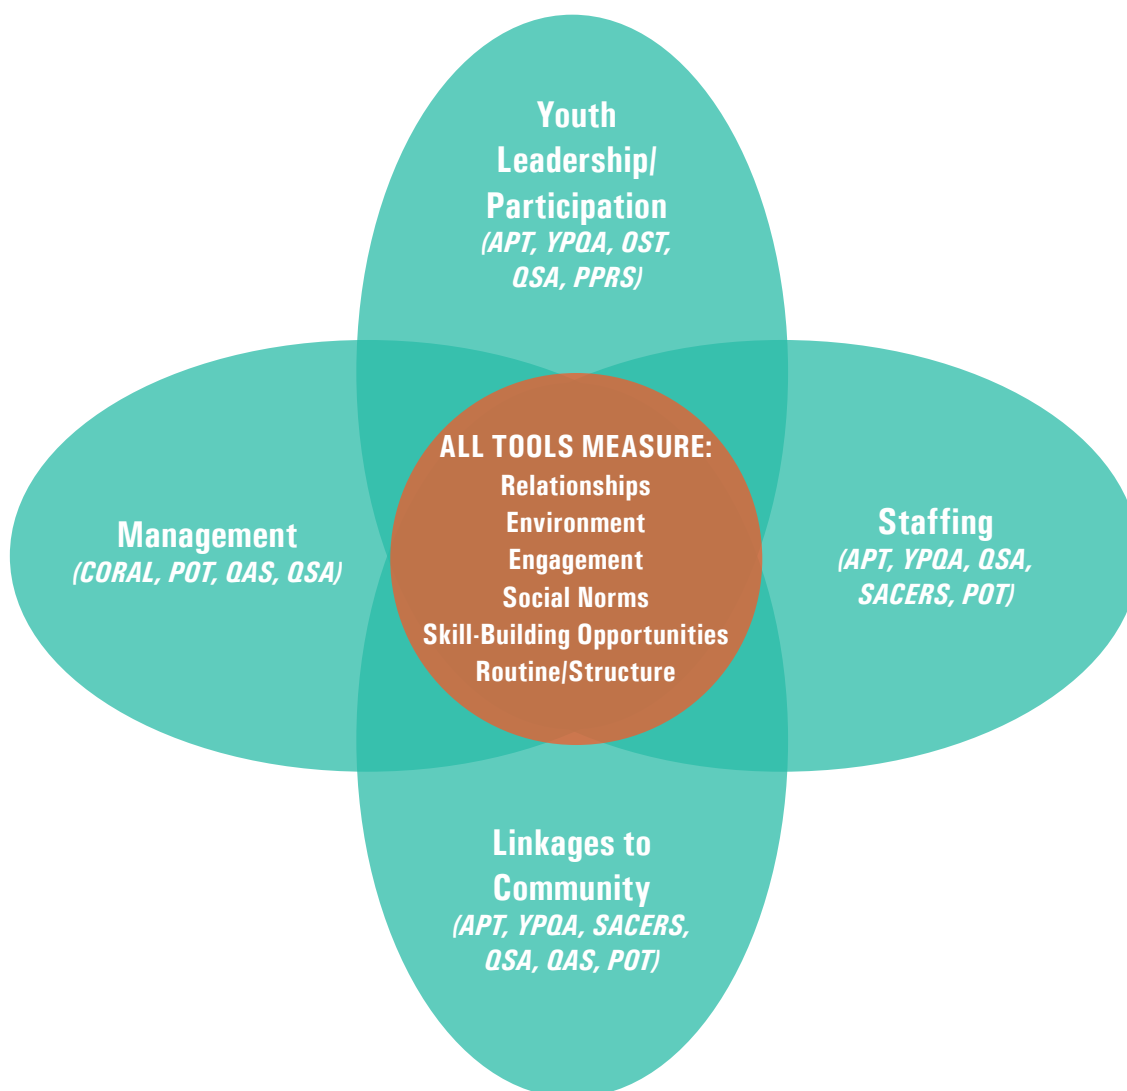 Youth
Leadership/
Participation
(APT, YPQA, OST,
QSA, PPRS)
ALL TOOLS MEASURE:
Relationships
Environment
Engagement
Social Norms
Skill-Building Opportunities
Routine/Structure
Management
(CORAL, POT, QAS, QSA)
Staffing
(APT, YPQA, QSA,
SACERS, POT)
Linkages to
Community
(APT, YPQA, SACERS,
QSA, QAS, POT)